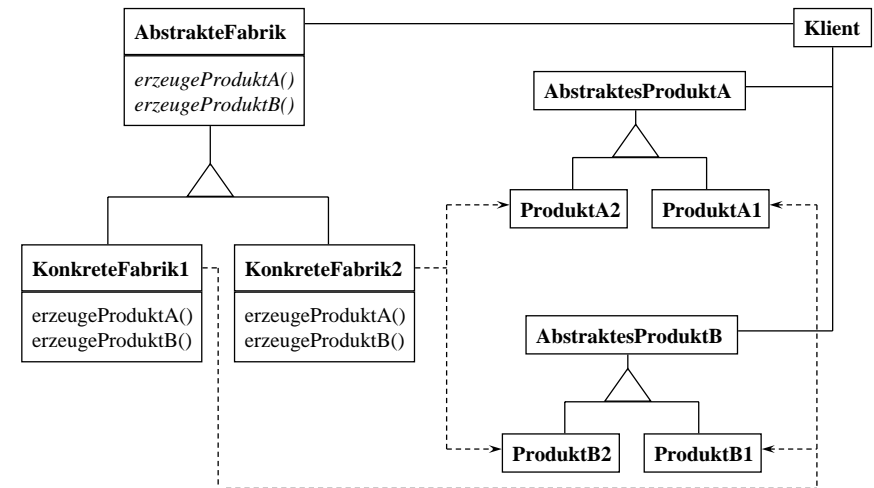 AbstrakteFabrik
Klient
erzeugeProduktA()
erzeugeProduktB()
AbstraktesProduktA
ProduktA2
ProduktA1
KonkreteFabrik1
KonkreteFabrik2
erzeugeProduktA()
erzeugeProduktB()
erzeugeProduktA()
erzeugeProduktB()
AbstraktesProduktB
ProduktB2
ProduktB1